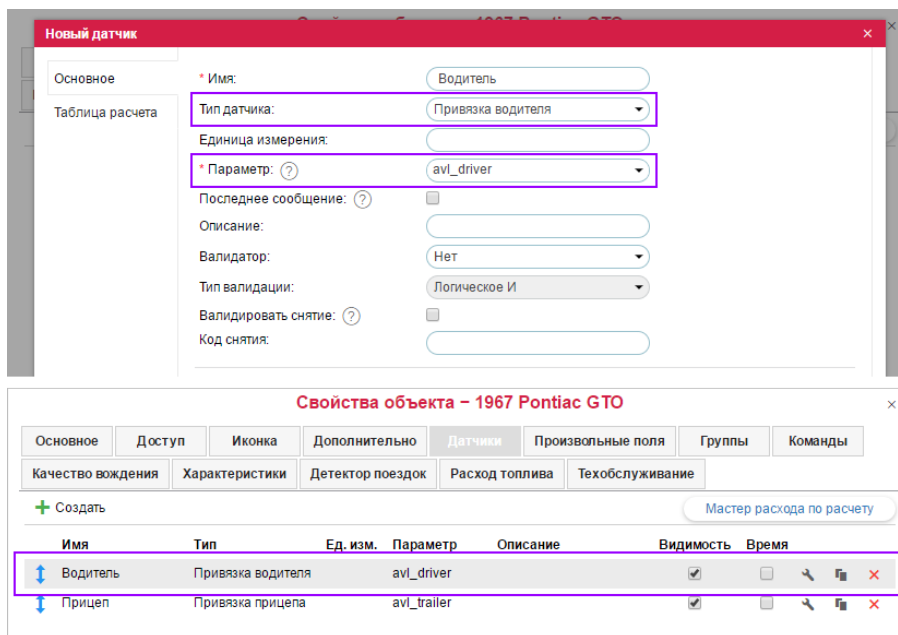 Новый датчик ×
Основное
Таблица расчета
* Имя: Водитель
Тип датчика: Привязка водителя
Единица измерения:
* Параметр: ? avl_driver
Последнее сообщение: ?
Описание:
Валидатор: Нет
Тип валидации: Логическое И
Валидировать снятие: ?
Код снятия:
Свойства объекта – 1967 Pontiac GTO ×
Основное Доступ Иконка Дополнительно Датчики Произвольные поля Группы Команды
Качество вождения Характеристики Детектор поездок Расход топлива Техобслуживание
Создать Мастер расхода по расчету
Имя Тип Ед. изм. Параметр Описание Видимость Время
Водитель Привязка водителя avl_driver
Прицеп Привязка прицепа avl_trailer